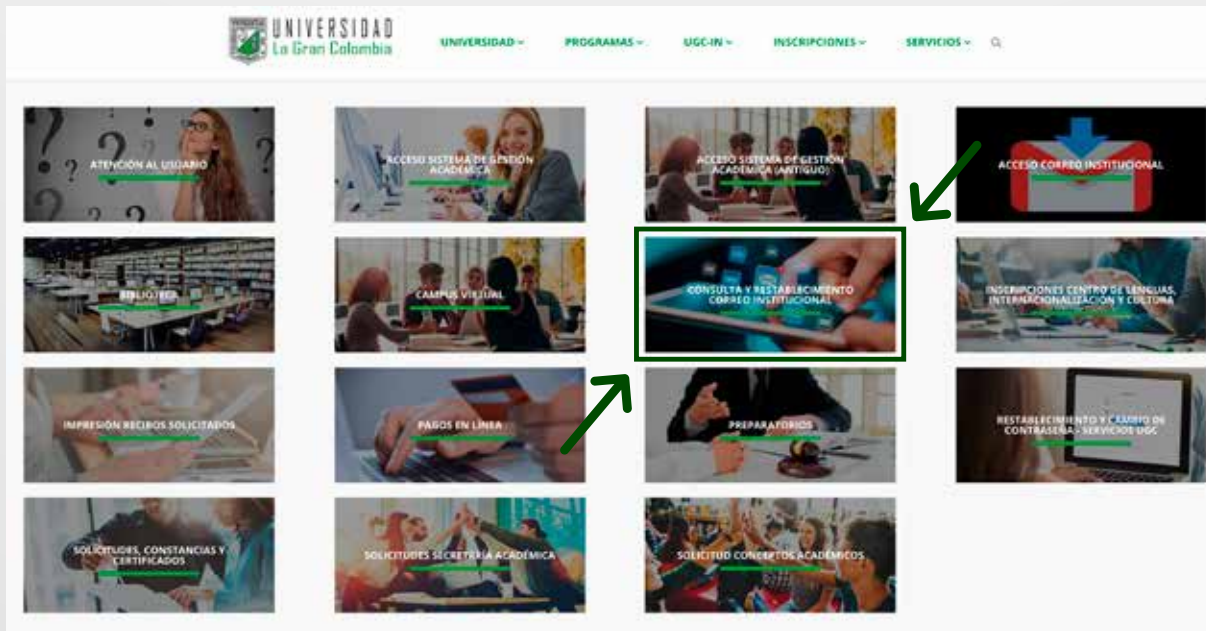 UNIVERSIDAD
La Gran Colombia
UNIVERSIDAD
PROGRAMAS
UGC-IN
INSCRIPCIONES
SERVICIOS
ATENCIÓN AL USUARIO
ACCESO SISTEMA DE GESTIÓN
ACADÉMICA
ACCESO SISTEMA DE GESTIÓN
ACADÉMICA (ANTIGUO)
ACCESO CORREO INSTITUCIONAL
BIBLIOTECA
CAMPUS VIRTUAL
CONSULTA Y RESTABLECIMIENTO
CORREO INSTITUCIONAL
INSCRIPCIONES CENTRO DE LENGUAS,
INTERNACIONALIZACIÓN Y CULTURA
IMPRESIÓN RECIBOS SOLICITADOS
PAGOS EN LÍNEA
PREPARATORIOS
RESTABLECIMIENTO Y CAMBIO DE
CONTRASEÑA - SERVICIOS UGC
SOLICITUDES, CONSTANCIAS Y
CERTIFICADOS
SOLICITUDES SECRETARÍA ACADÉMICA
SOLICITUD CONCEPTOS ACADÉMICOS